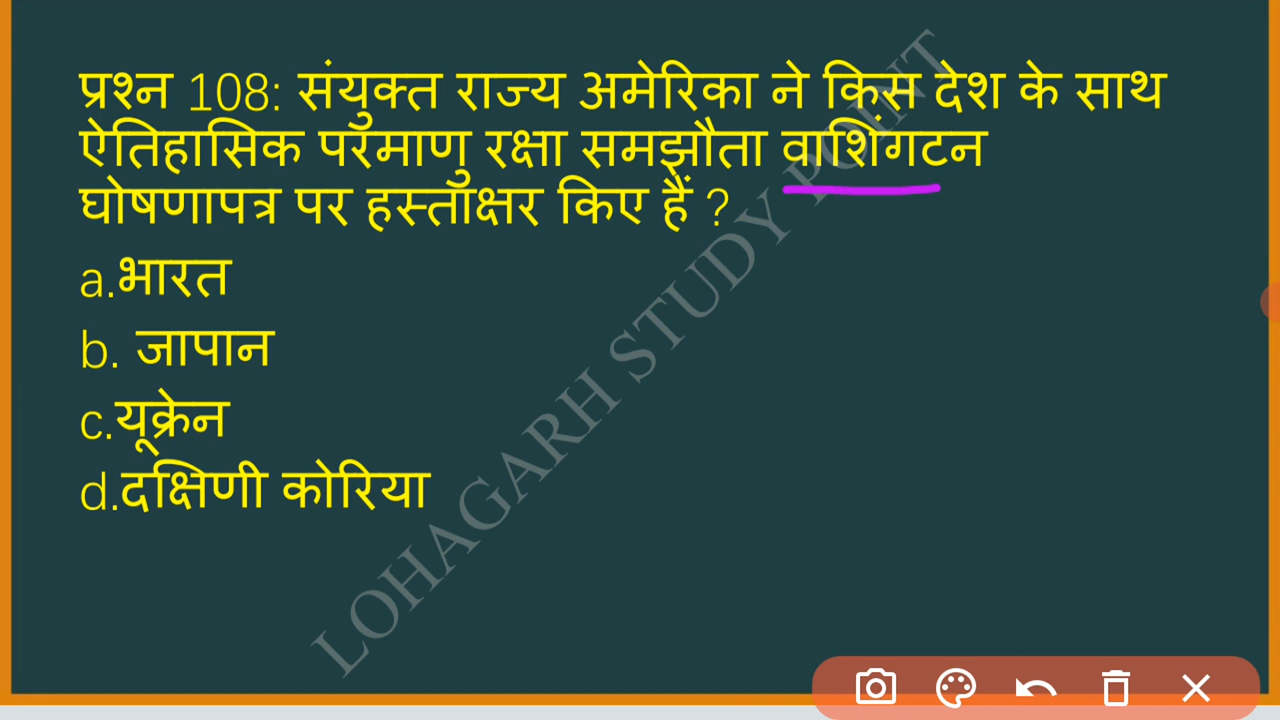 प्रश्न 108: संयुक्त राज्य अमेरिका ने किस देश के साथ
ऐतिहासिक परमाणु रक्षा समझौता वाशिंगटन
घोषणापत्र पर हस्ताक्षर किए हैं ?
a.भारत
b. जापान
c.यूक्रेन
d.दक्षिणी कोरिया
LOHAGARH STUDY POINT